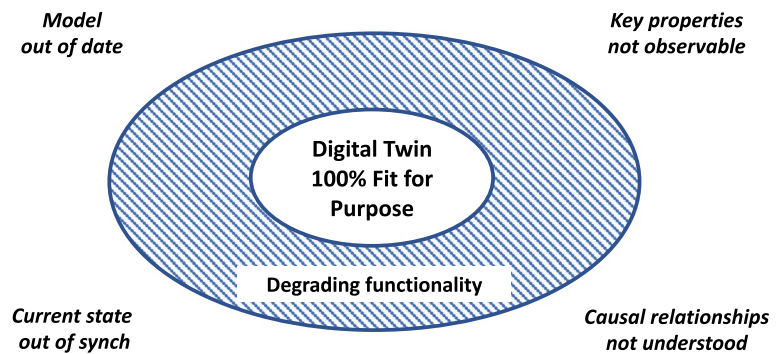 Model
out of date
Key properties
not observable
Digital Twin
100% Fit for
Purpose
Degrading functionality
Current state
out of synch
Causal relationships
not understood